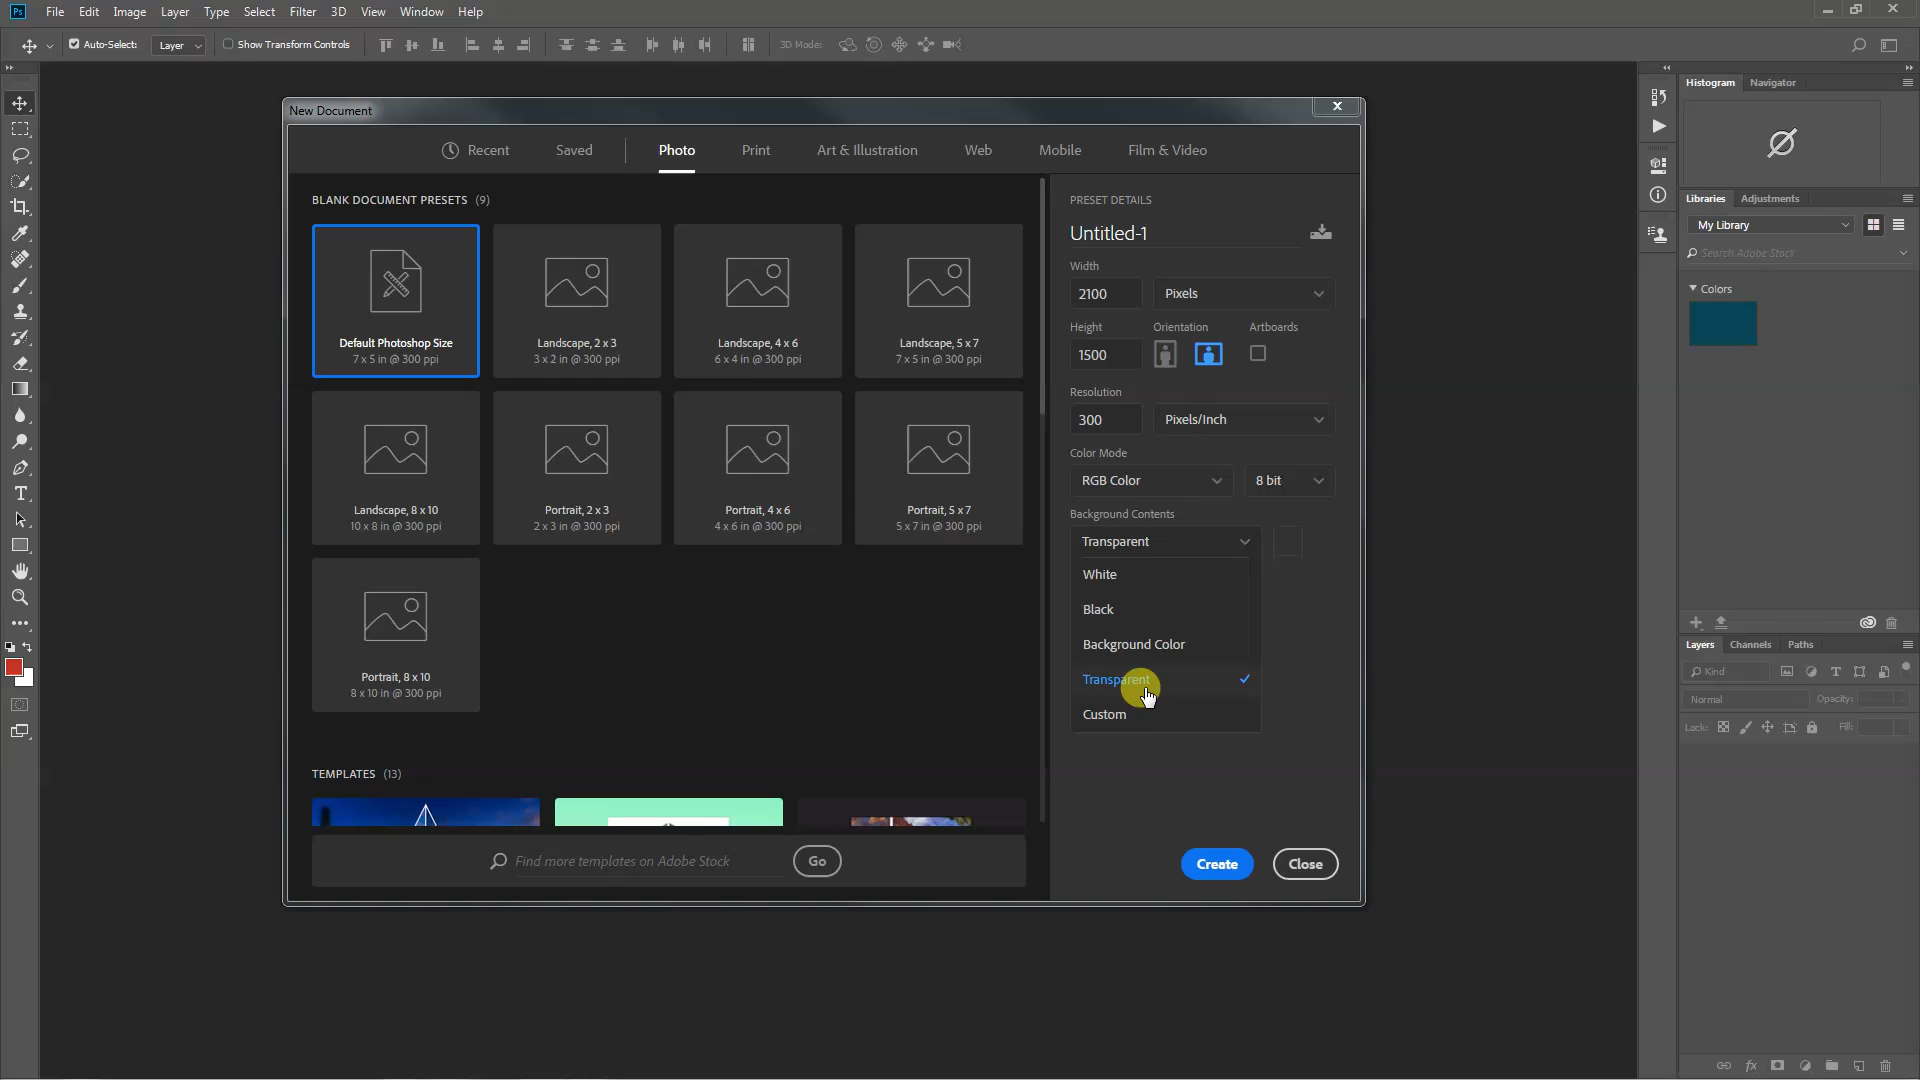 Ps File Edit Image Layer Type Select Filter 3D View Window Help
Auto-Select: Layer Show Transform Controls 3D Mode:
New Document
Recent Saved Photo Print Art & Illustration Web Mobile Film & Video
BLANK DOCUMENT PRESETS (9)
Default Photoshop Size
7 x 5 in @ 300 ppi
Landscape, 2 x 3
3 x 2 in @ 300 ppi
Landscape, 4 x 6
6 x 4 in @ 300 ppi
Landscape, 5 x 7
7 x 5 in @ 300 ppi
Landscape, 8 x 10
10 x 8 in @ 300 ppi
Portrait, 2 x 3
2 x 3 in @ 300 ppi
Portrait, 4 x 6
4 x 6 in @ 300 ppi
Portrait, 5 x 7
5 x 7 in @ 300 ppi
Portrait, 8 x 10
8 x 10 in @ 300 ppi
TEMPLATES (13)
Find more templates on Adobe Stock Go
PRESET DETAILS
Untitled-1
Width
2100 Pixels
Height Orientation Artboards
1500
Resolution
300 Pixels/Inch
Color Mode
RGB Color 8 bit
Background Contents
Transparent
White
Black
Background Color
Transparent
Custom
Create Close
Histogram Navigator
Libraries Adjustments
My Library
Search Adobe Stock
Colors
Layers Channels Paths
Kind
Normal Opacity:
Lock: Fill:
fx